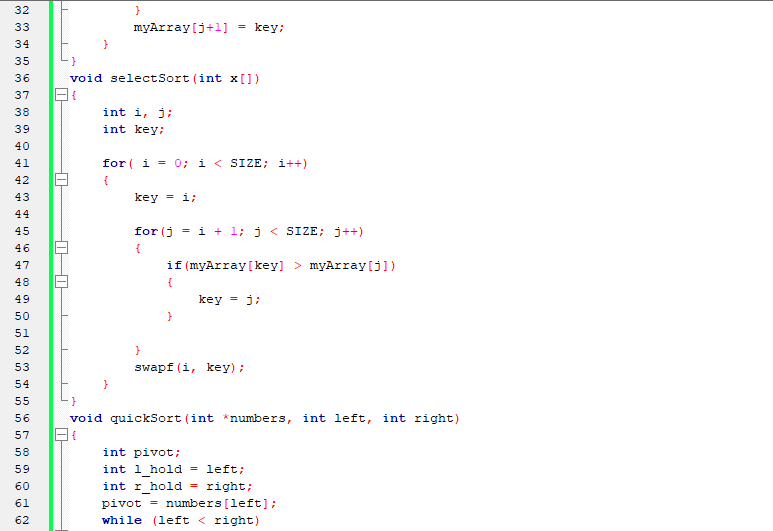 32 }
33 myArray[j+1] = key;
34 }
35 }
36 void selectSort(int x[])
37 {
38 int i, j;
39 int key;
40
41 for( i = 0; i < SIZE; i++)
42 {
43 key = i;
44
45 for(j = i + 1; j < SIZE; j++)
46 {
47 if(myArray[key] > myArray[j])
48 {
49 key = j;
50 }
51
52 }
53 swapf(i, key);
54 }
55 }
56 void quickSort(int *numbers, int left, int right)
57 {
58 int pivot;
59 int l_hold = left;
60 int r_hold = right;
61 pivot = numbers[left];
62 while (left < right)